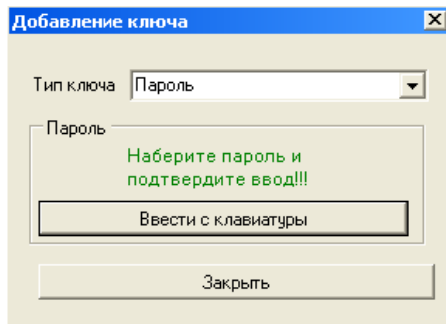 Добавление ключа
Тип ключа Пароль
Пароль
Наберите пароль и
подтвердите ввод!!!
Ввести с клавиатуры
Закрыть